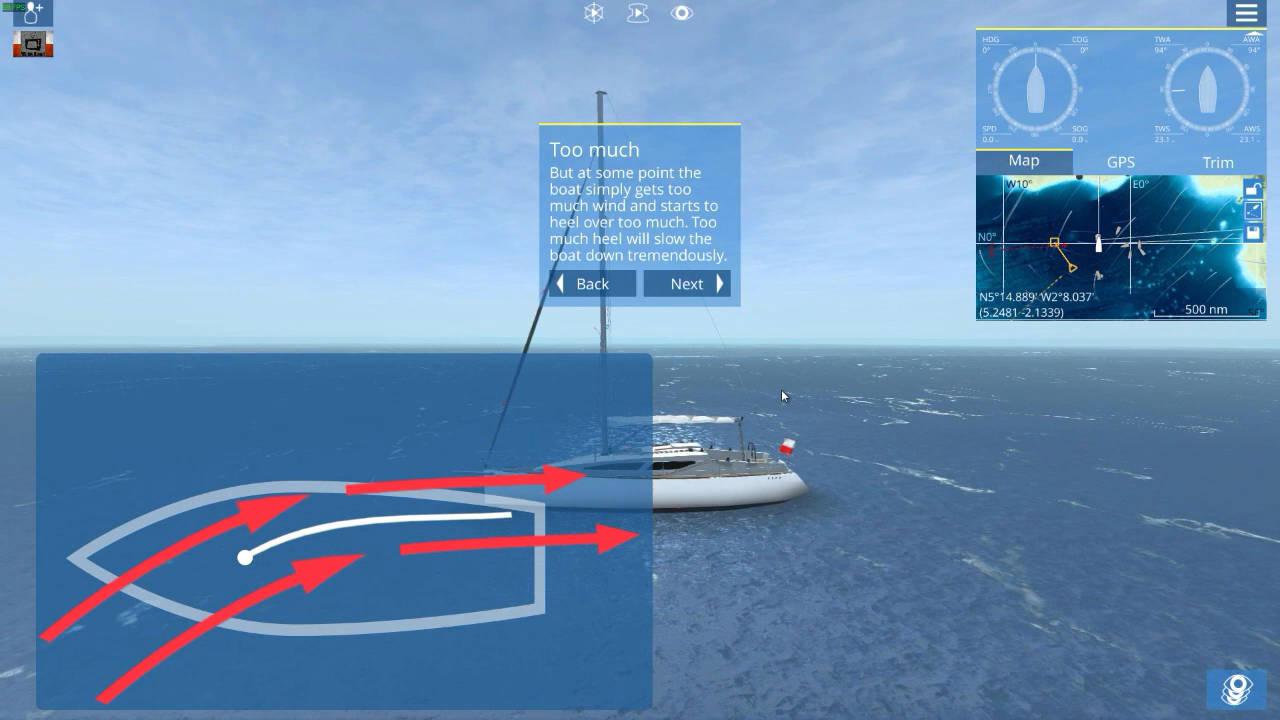 FPS
HDG
COG
TWA
AWA
0°
0°
94°
94°
SPD
SOG
TWS
AWS
0.0
0.0
23.1
23.1
Map
GPS
Trim
W10°
E0°
N0°
N5°14.889' W2°8.037'
(5.2481 -2.1339)
500 nm
Too much
But at some point the
boat simply gets too
much wind and starts to
heel over too much. Too
much heel will slow the
boat down tremendously.
Back
Next